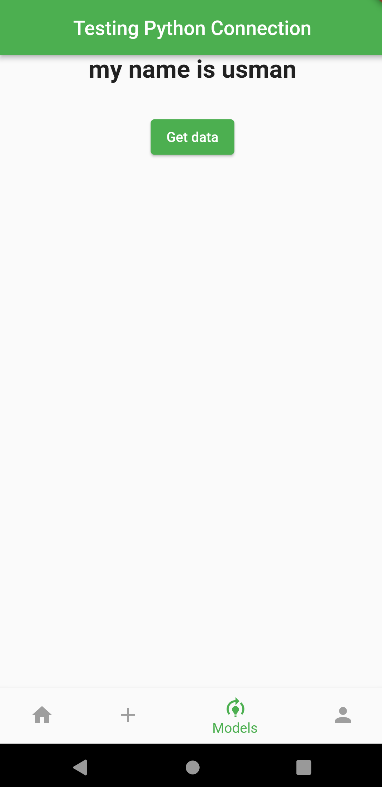 Testing Python Connection
my name is usman
Get data
Models